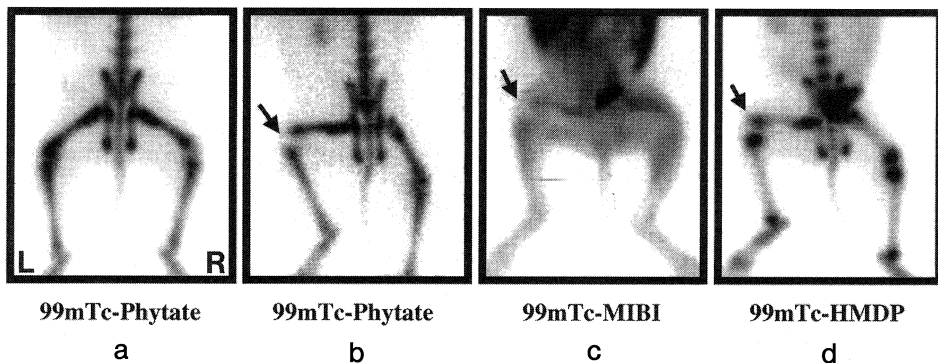 L R
99mTc-Phytate 99mTc-Phytate 99mTc-MIBI 99mTc-HMDP
a b c d